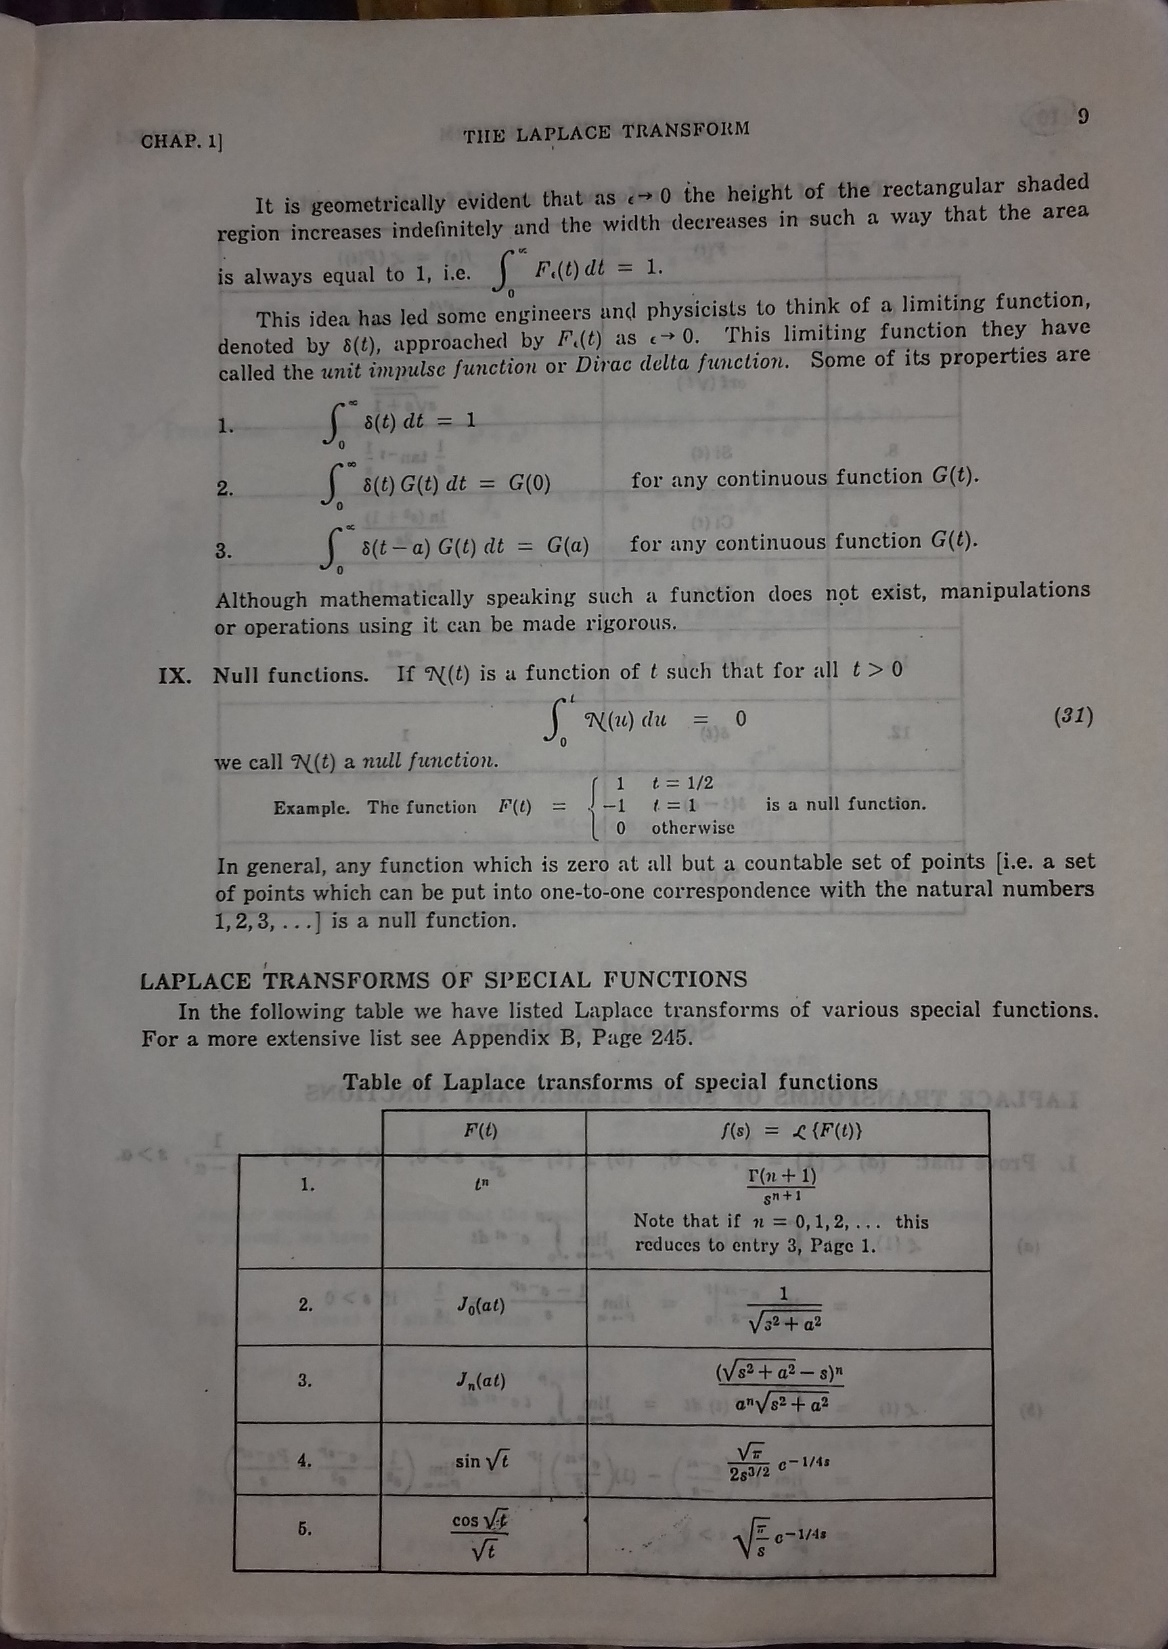 CHAP. 1] THE LAPLACE TRANSFORM 9
It is geometrically evident that as ε → 0 the height of the rectangular shaded
region increases indefinitely and the width decreases in such a way that the area
is always equal to 1, i.e. ∫₀^∞ Fε(t) dt = 1.
This idea has led some engineers and physicists to think of a limiting function,
denoted by δ(t), approached by Fε(t) as ε → 0. This limiting function they have
called the unit impulse function or Dirac delta function. Some of its properties are
1. ∫₀^∞ δ(t) dt = 1
2. ∫₀^∞ δ(t) G(t) dt = G(0) for any continuous function G(t).
3. ∫₀^∞ δ(t − a) G(t) dt = G(a) for any continuous function G(t).
Although mathematically speaking such a function does not exist, manipulations
or operations using it can be made rigorous.
IX. Null functions. If 𝒩(t) is a function of t such that for all t > 0
∫₀^t 𝒩(u) du = 0 (31)
we call 𝒩(t) a null function.
Example. The function F(t) = { 1 t = 1/2
−1 t = 1 is a null function.
0 otherwise
In general, any function which is zero at all but a countable set of points [i.e. a set
of points which can be put into one-to-one correspondence with the natural numbers
1, 2, 3, . . .] is a null function.
LAPLACE TRANSFORMS OF SPECIAL FUNCTIONS
In the following table we have listed Laplace transforms of various special functions.
For a more extensive list see Appendix B, Page 245.
Table of Laplace transforms of special functions
F(t) f(s) = ℒ {F(t)}
1. tⁿ Γ(n + 1)/sⁿ⁺¹
Note that if n = 0, 1, 2, . . . this
reduces to entry 3, Page 1.
2. J₀(at) 1/√(s² + a²)
3. Jₙ(at) (√(s² + a²) − s)ⁿ/(aⁿ√(s² + a²))
4. sin √t √π/(2s^(3/2)) e^(−1/4s)
5. cos √t/√t √(π/s) e^(−1/4s)